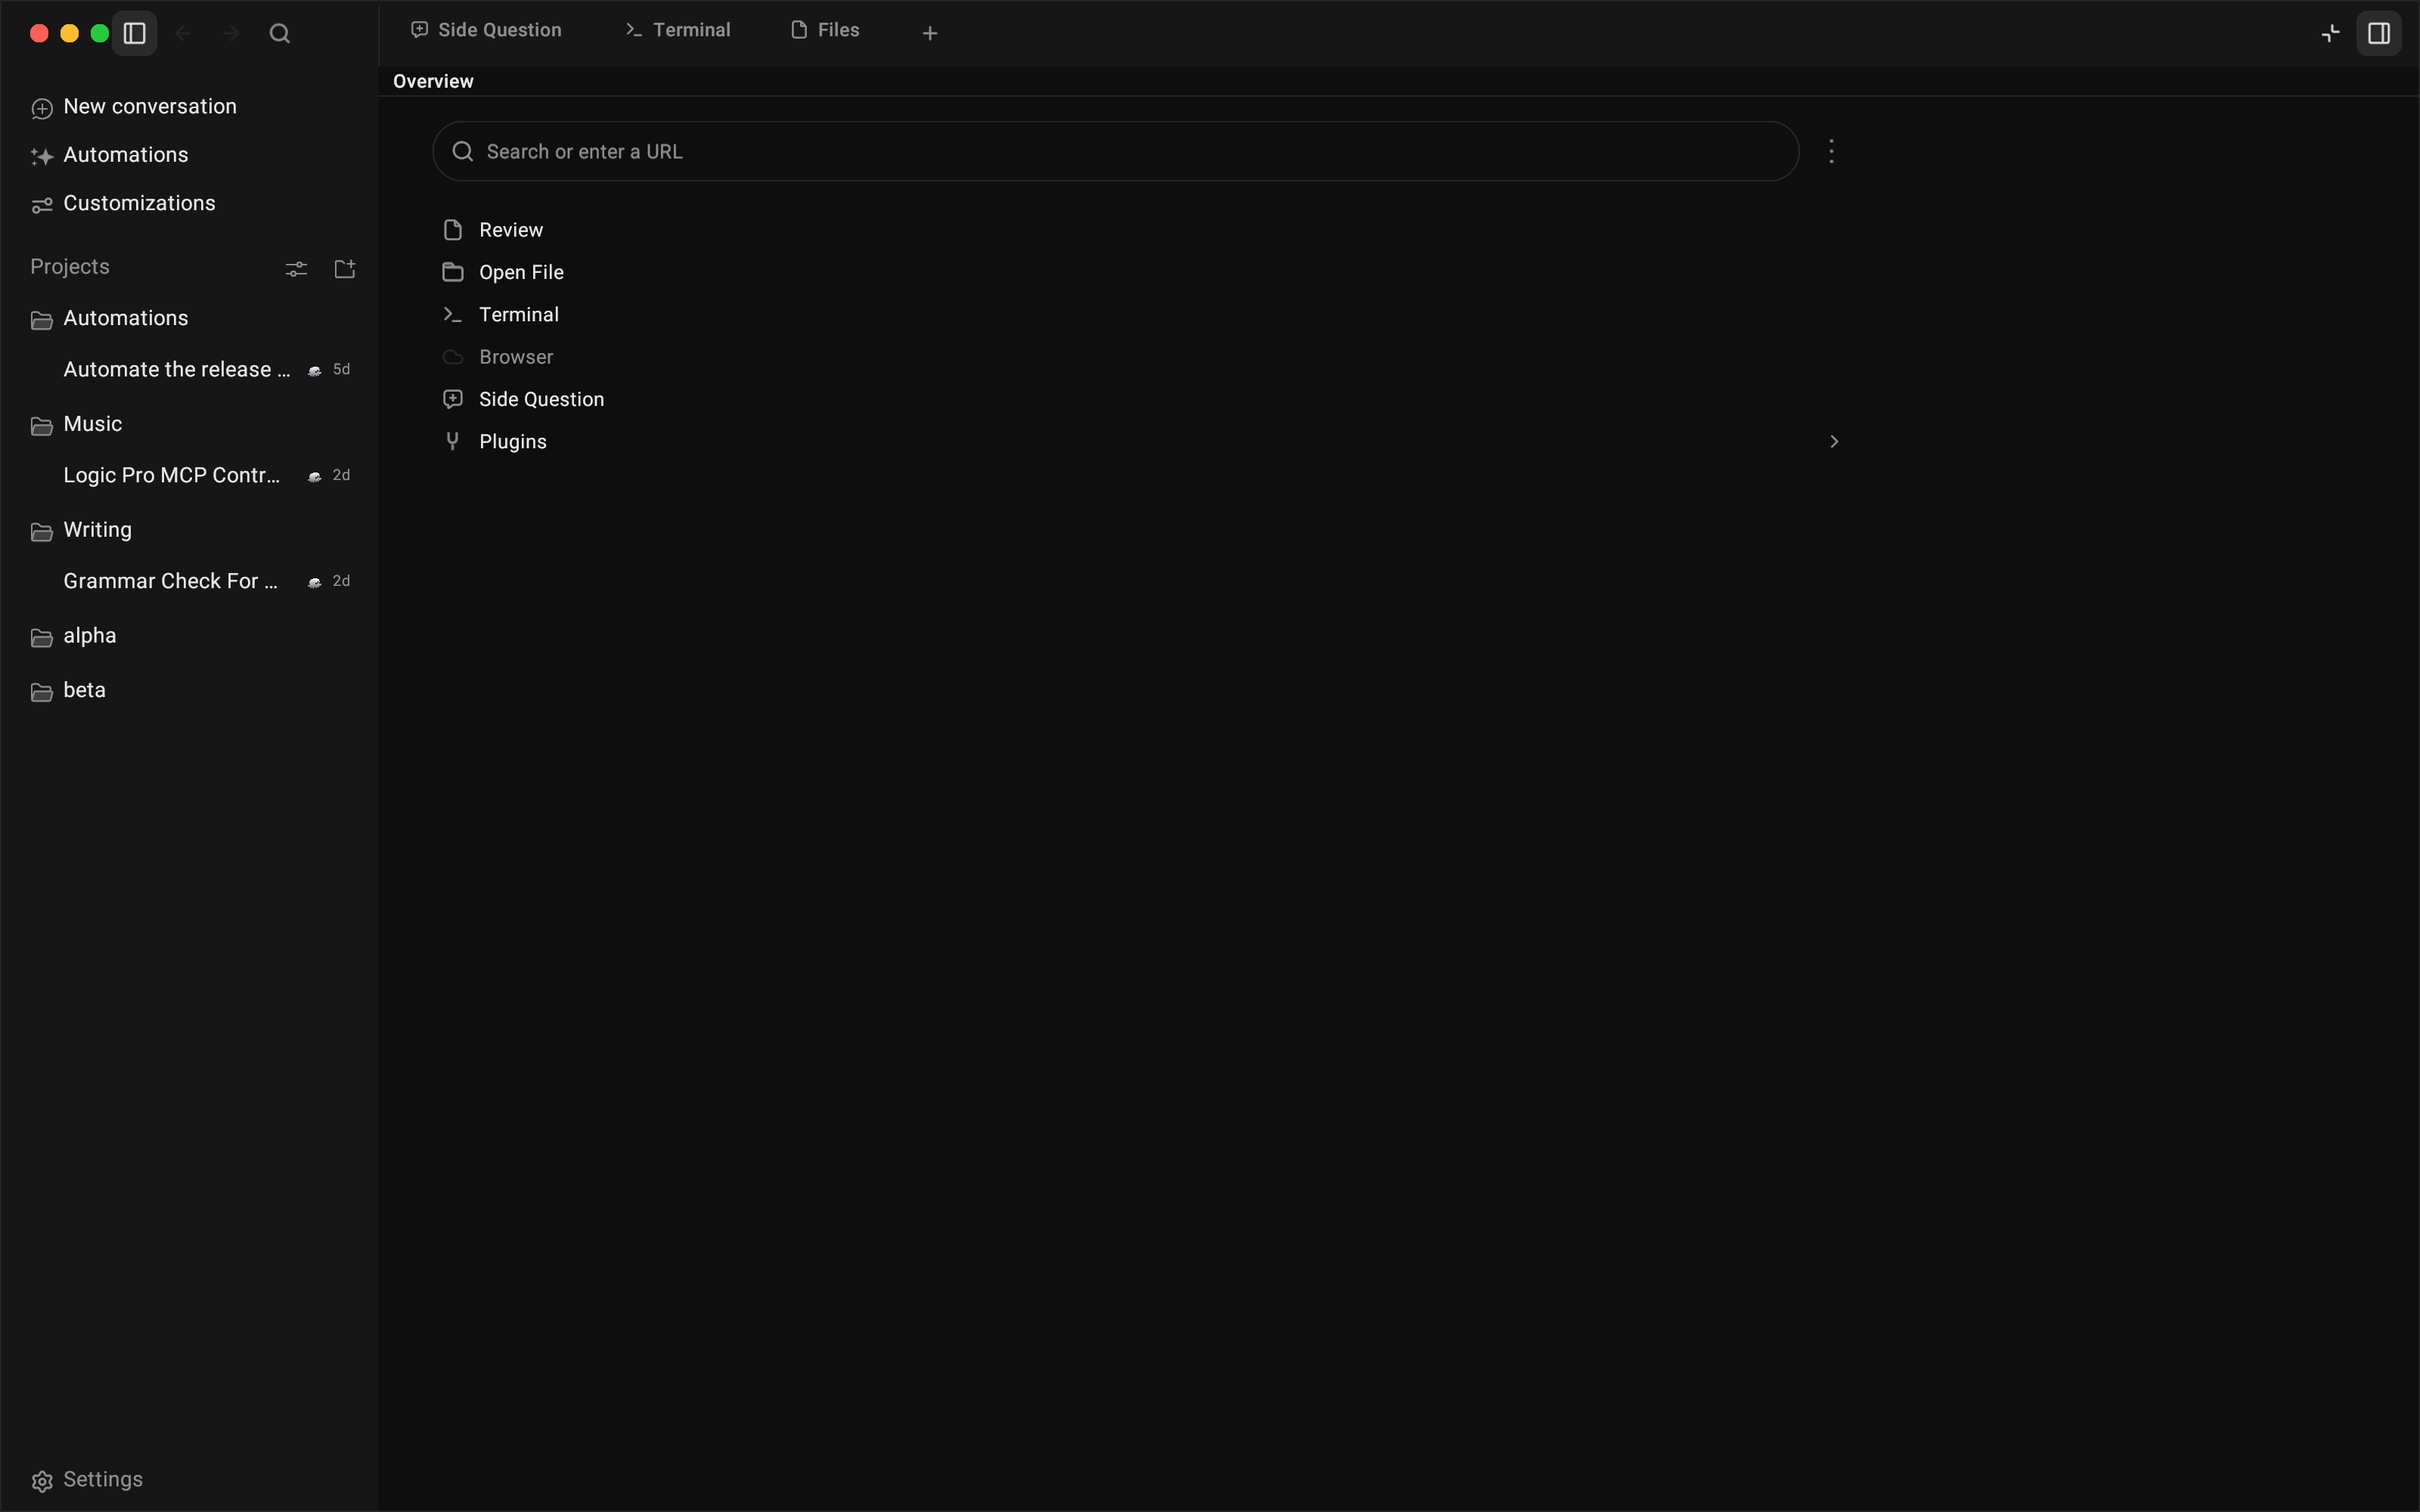 Side Question
Terminal
Files
New conversation
Automations
Customizations
Projects
Automations
Automate the release ... 5d
Music
Logic Pro MCP Contr... 2d
Writing
Grammar Check For ... 2d
alpha
beta
Settings
Overview
Search or enter a URL
Review
Open File
Terminal
Browser
Side Question
Plugins